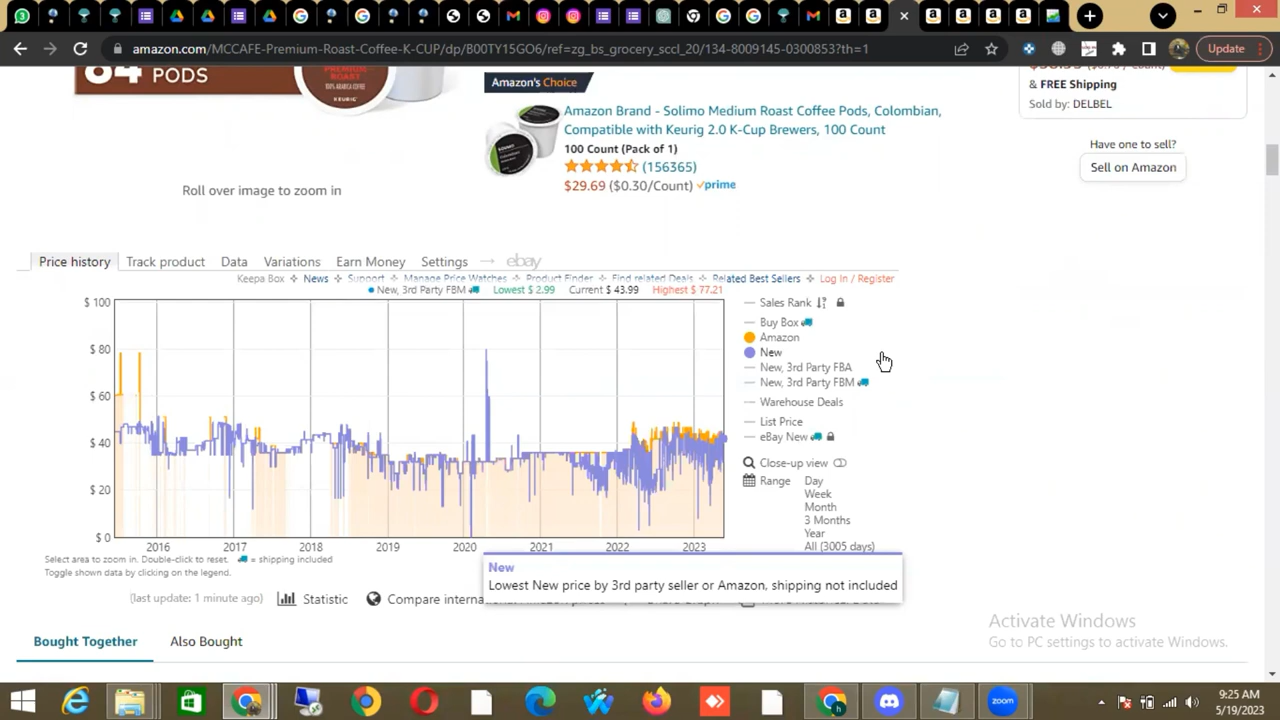 Update
amazon.com/MCCAFE-Premium-Roast-Coffee-K-CUP/dp/B00TY15GO6/ref=zg_bs_grocery_sccl_20/134-8009145-0300853?th=1
84 PODS
PREMIUM ROAST
KEURIG
Roll over image to zoom in
Amazon's Choice
Amazon Brand - Solimo Medium Roast Coffee Pods, Colombian,
Compatible with Keurig 2.0 K-Cup Brewers, 100 Count
100 Count (Pack of 1)
(156365)
$29.69 ($0.30/Count) prime
& FREE Shipping
Sold by: DELBEL
Have one to sell?
Sell on Amazon
Price history Track product Data Variations Earn Money Settings ebay
Keepa Box News Support Manage Price Watches Product Finder Find related Deals Related Best Sellers Log In / Register
New, 3rd Party FBM Lowest $ 2.99 Current $ 43.99 Highest $ 77.21
$ 100
$ 80
$ 60
$ 40
$ 20
$ 0
2016 2017 2018 2019 2020 2021 2022 2023
Sales Rank
Buy Box
Amazon
New
New, 3rd Party FBA
New, 3rd Party FBM
Warehouse Deals
List Price
eBay New
Close-up view
Range Day
Week
Month
3 Months
Year
All (3005 days)
Select area to zoom in. Double-click to reset. = shipping included
Toggle shown data by clicking on the legend.
New
Lowest New price by 3rd party seller or Amazon, shipping not included
(last update: 1 minute ago) Statistic
Bought Together Also Bought
Activate Windows
Go to PC settings to activate Windows.
zoom
9:25 AM
5/19/2023